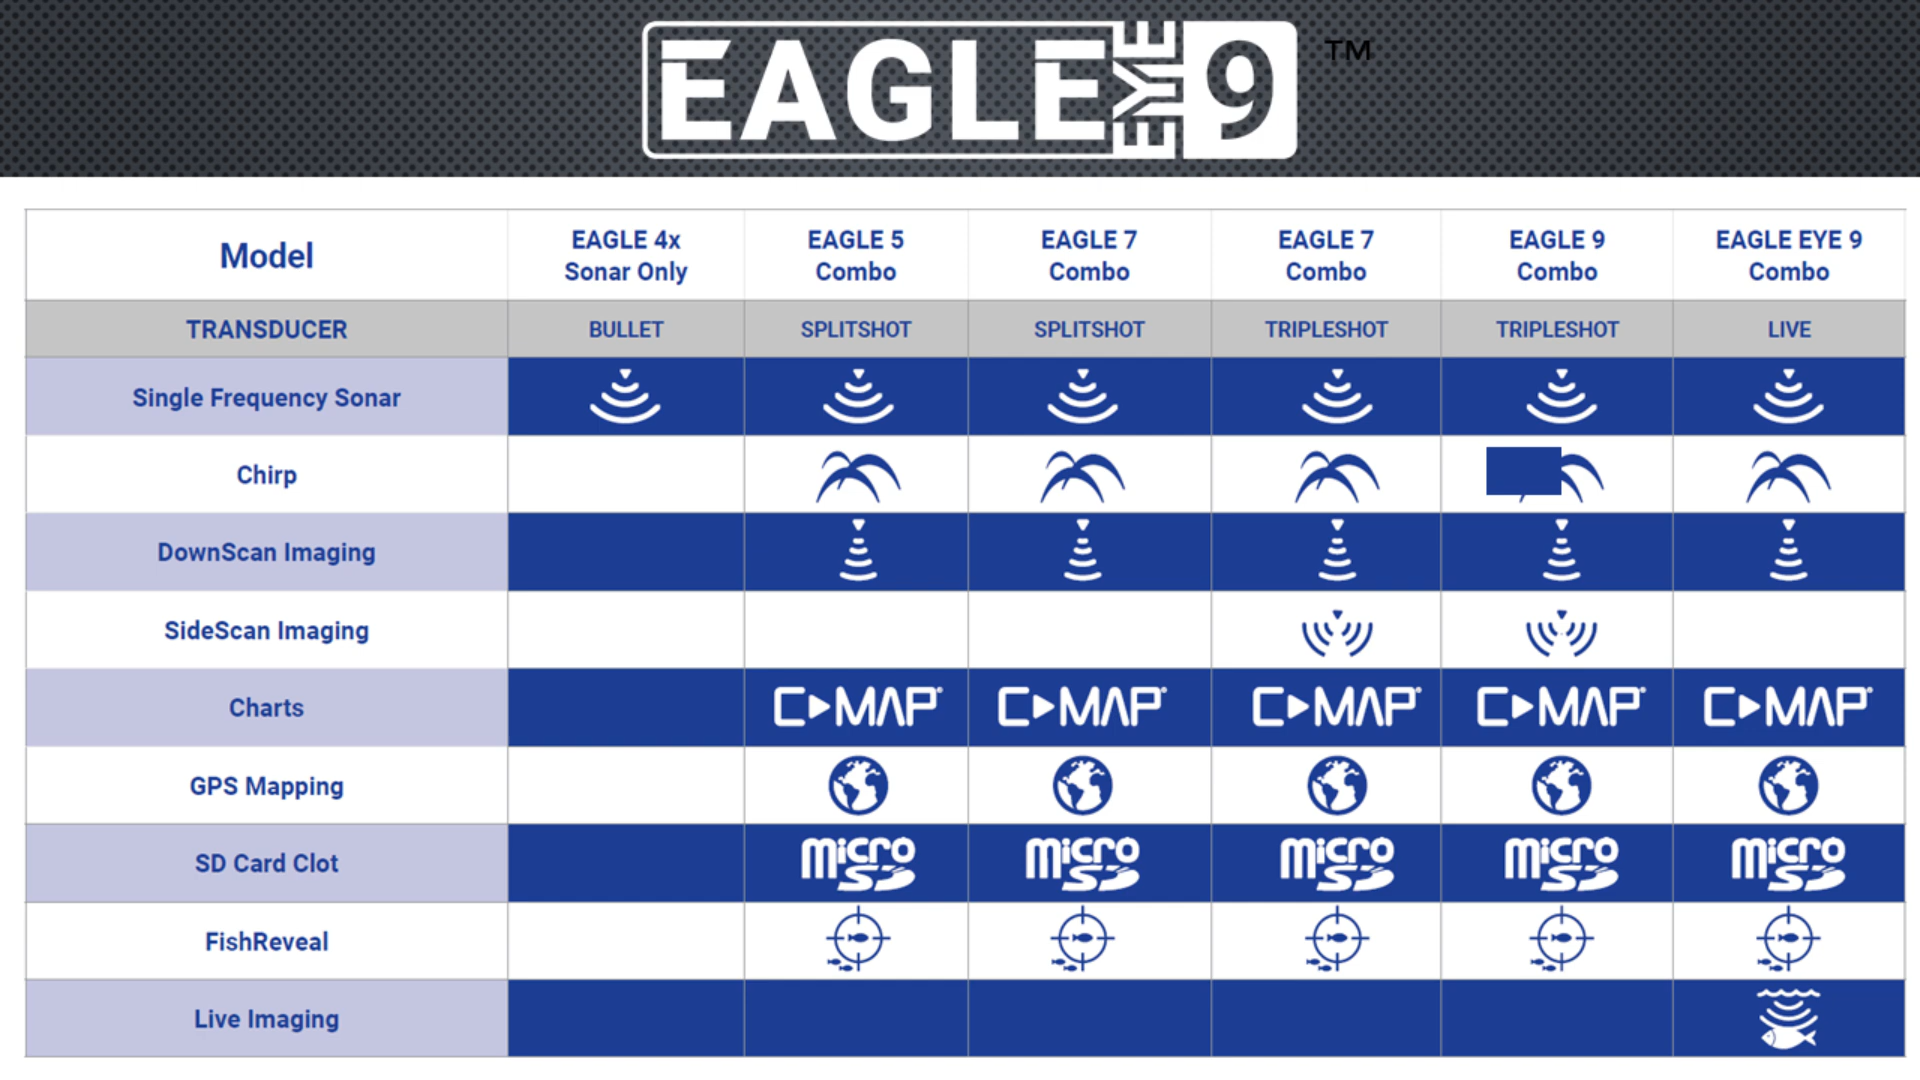 EAGLE EYE 9 ™
Model
EAGLE 4x
Sonar Only
EAGLE 5
Combo
EAGLE 7
Combo
EAGLE 7
Combo
EAGLE 9
Combo
EAGLE EYE 9
Combo
TRANSDUCER BULLET SPLITSHOT SPLITSHOT TRIPLESHOT TRIPLESHOT LIVE
Single Frequency Sonar
Chirp
DownScan Imaging
SideScan Imaging
Charts C MAP® C MAP® C MAP® C MAP® C MAP®
GPS Mapping
SD Card Clot micro SD micro SD micro SD micro SD micro SD
FishReveal
Live Imaging